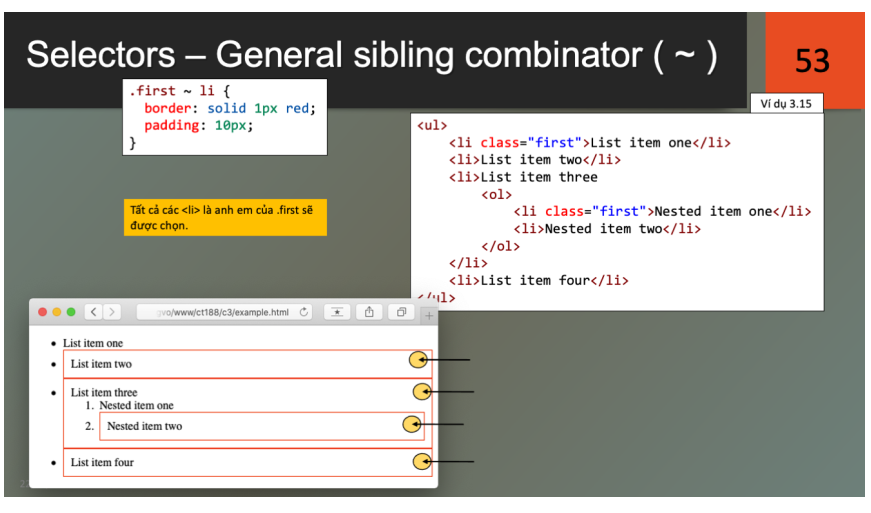 Selectors – General sibling combinator ( ~ )
53
.first ~ li {
border: solid 1px red;
padding: 10px;
}
Ví dụ 3.15
<ul>
<li class="first">List item one</li>
<li>List item two</li>
<li>List item three
<ol>
<li class="first">Nested item one</li>
<li>Nested item two</li>
</ol>
</li>
<li>List item four</li>
</ul>
Tất cả các <li> là anh em của .first sẽ
được chọn.
vo/www/ct188/c3/example.html
• List item one
• List item two
• List item three
1. Nested item one
2. Nested item two
• List item four